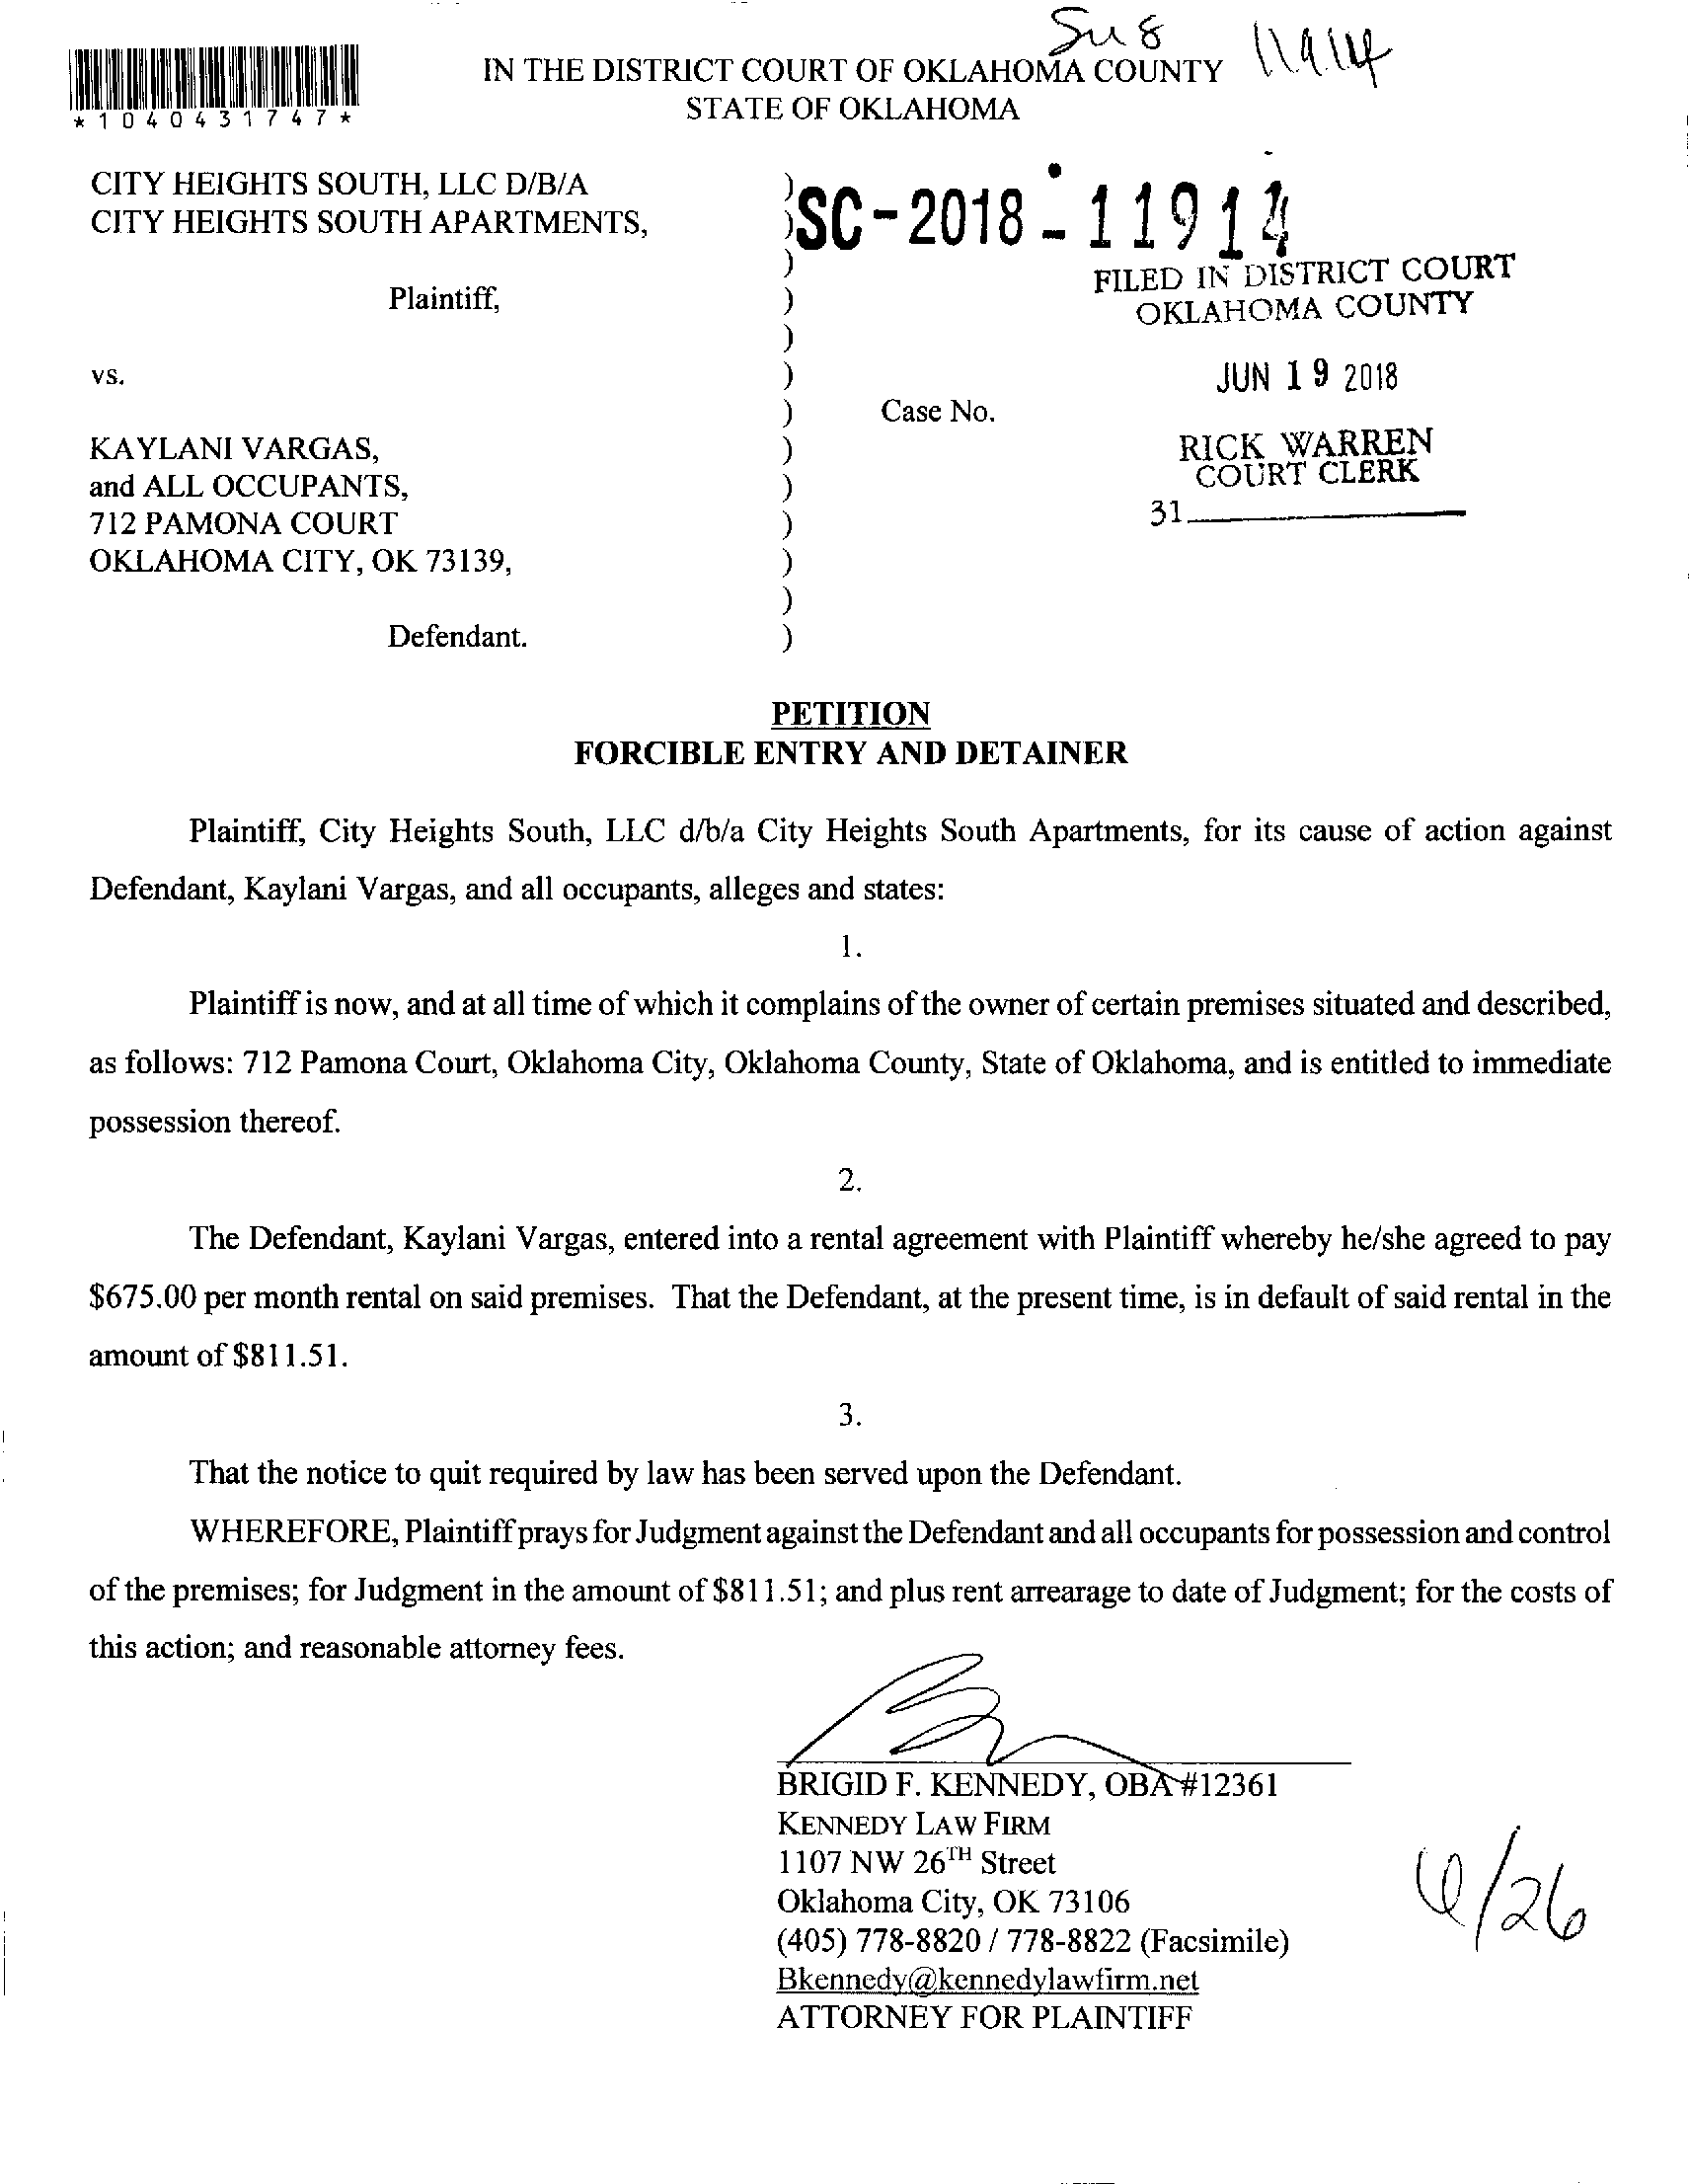 Su 8 11914
IN THE DISTRICT COURT OF OKLAHOMA COUNTY
STATE OF OKLAHOMA
*1040431747*
CITY HEIGHTS SOUTH, LLC D/B/A )
CITY HEIGHTS SOUTH APARTMENTS, ) SC-2018-11914
)
FILED IN DISTRICT COURT
OKLAHOMA COUNTY
Plaintiff, )
)
vs. )
JUN 19 2018
) Case No.
KAYLANI VARGAS, )
RICK WARREN
COURT CLERK
and ALL OCCUPANTS, )
712 PAMONA COURT )
31
OKLAHOMA CITY, OK 73139, )
)
Defendant. )
PETITION
FORCIBLE ENTRY AND DETAINER
Plaintiff, City Heights South, LLC d/b/a City Heights South Apartments, for its cause of action against
Defendant, Kaylani Vargas, and all occupants, alleges and states:
1.
Plaintiff is now, and at all time of which it complains of the owner of certain premises situated and described,
as follows: 712 Pamona Court, Oklahoma City, Oklahoma County, State of Oklahoma, and is entitled to immediate
possession thereof.
2.
The Defendant, Kaylani Vargas, entered into a rental agreement with Plaintiff whereby he/she agreed to pay
$675.00 per month rental on said premises. That the Defendant, at the present time, is in default of said rental in the
amount of $811.51.
3.
That the notice to quit required by law has been served upon the Defendant.
WHEREFORE, Plaintiff prays for Judgment against the Defendant and all occupants for possession and control
of the premises; for Judgment in the amount of $811.51; and plus rent arrearage to date of Judgment; for the costs of
this action; and reasonable attorney fees.
BRIGID F. KENNEDY, OBA #12361
KENNEDY LAW FIRM
1107 NW 26TH Street
Oklahoma City, OK 73106
(405) 778-8820 / 778-8822 (Facsimile)
Bkennedy@kennedylawfirm.net
ATTORNEY FOR PLAINTIFF
6/26